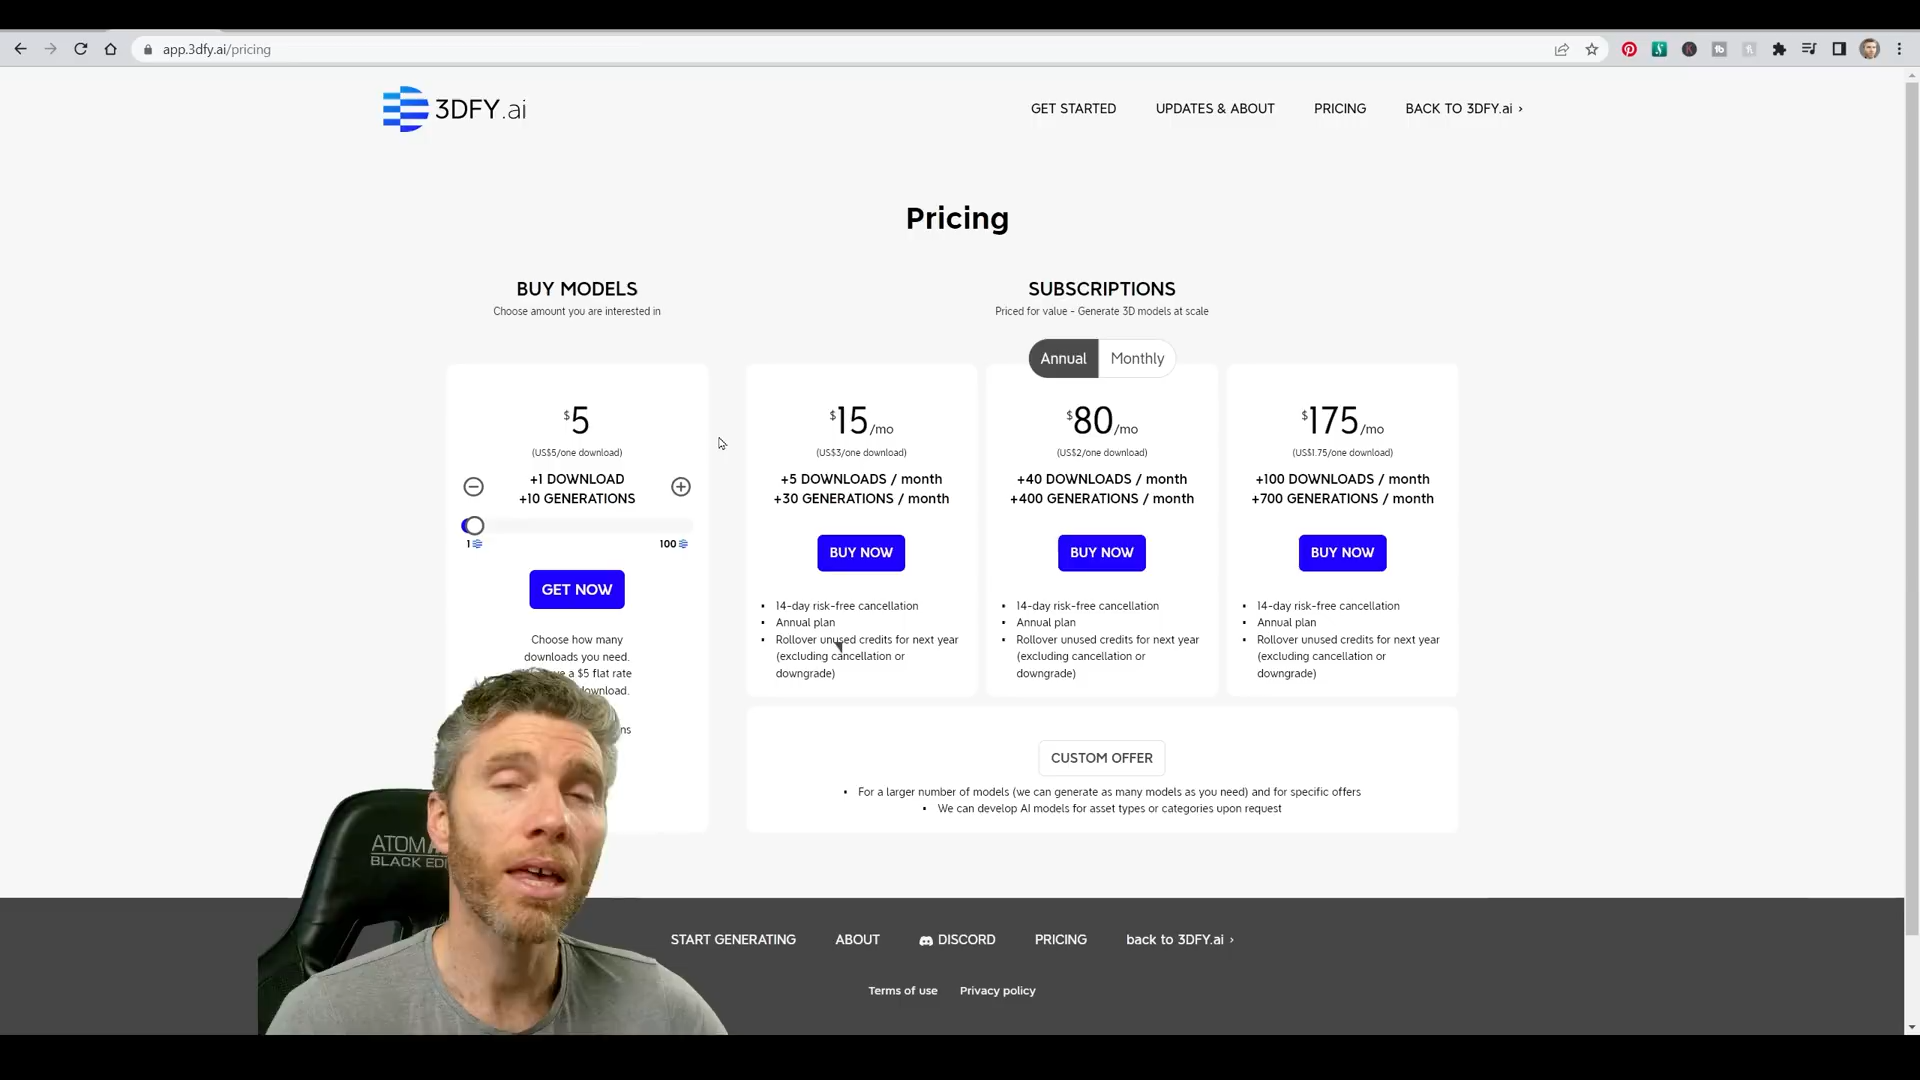 app.3dfy.ai/pricing
3DFY.ai
GET STARTED
UPDATES & ABOUT
PRICING
BACK TO 3DFY.ai ›
Pricing
BUY MODELS
Choose amount you are interested in
$5
(US$5/one download)
+1 DOWNLOAD
+10 GENERATIONS
1
100
GET NOW
Choose how many
downloads you need.
a $5 flat rate
download.
SUBSCRIPTIONS
Priced for value - Generate 3D models at scale
Annual
Monthly
$15/mo
(US$3/one download)
+5 DOWNLOADS / month
+30 GENERATIONS / month
BUY NOW
• 14-day risk-free cancellation
• Annual plan
• Rollover unused credits for next year
(excluding cancellation or
downgrade)
$80/mo
(US$2/one download)
+40 DOWNLOADS / month
+400 GENERATIONS / month
BUY NOW
• 14-day risk-free cancellation
• Annual plan
• Rollover unused credits for next year
(excluding cancellation or
downgrade)
$175/mo
(US$1.75/one download)
+100 DOWNLOADS / month
+700 GENERATIONS / month
BUY NOW
• 14-day risk-free cancellation
• Annual plan
• Rollover unused credits for next year
(excluding cancellation or
downgrade)
CUSTOM OFFER
• For a larger number of models (we can generate as many models as you need) and for specific offers
• We can develop AI models for asset types or categories upon request
ATOM
BLACK
START GENERATING
ABOUT
DISCORD
PRICING
back to 3DFY.ai ›
Terms of use
Privacy policy